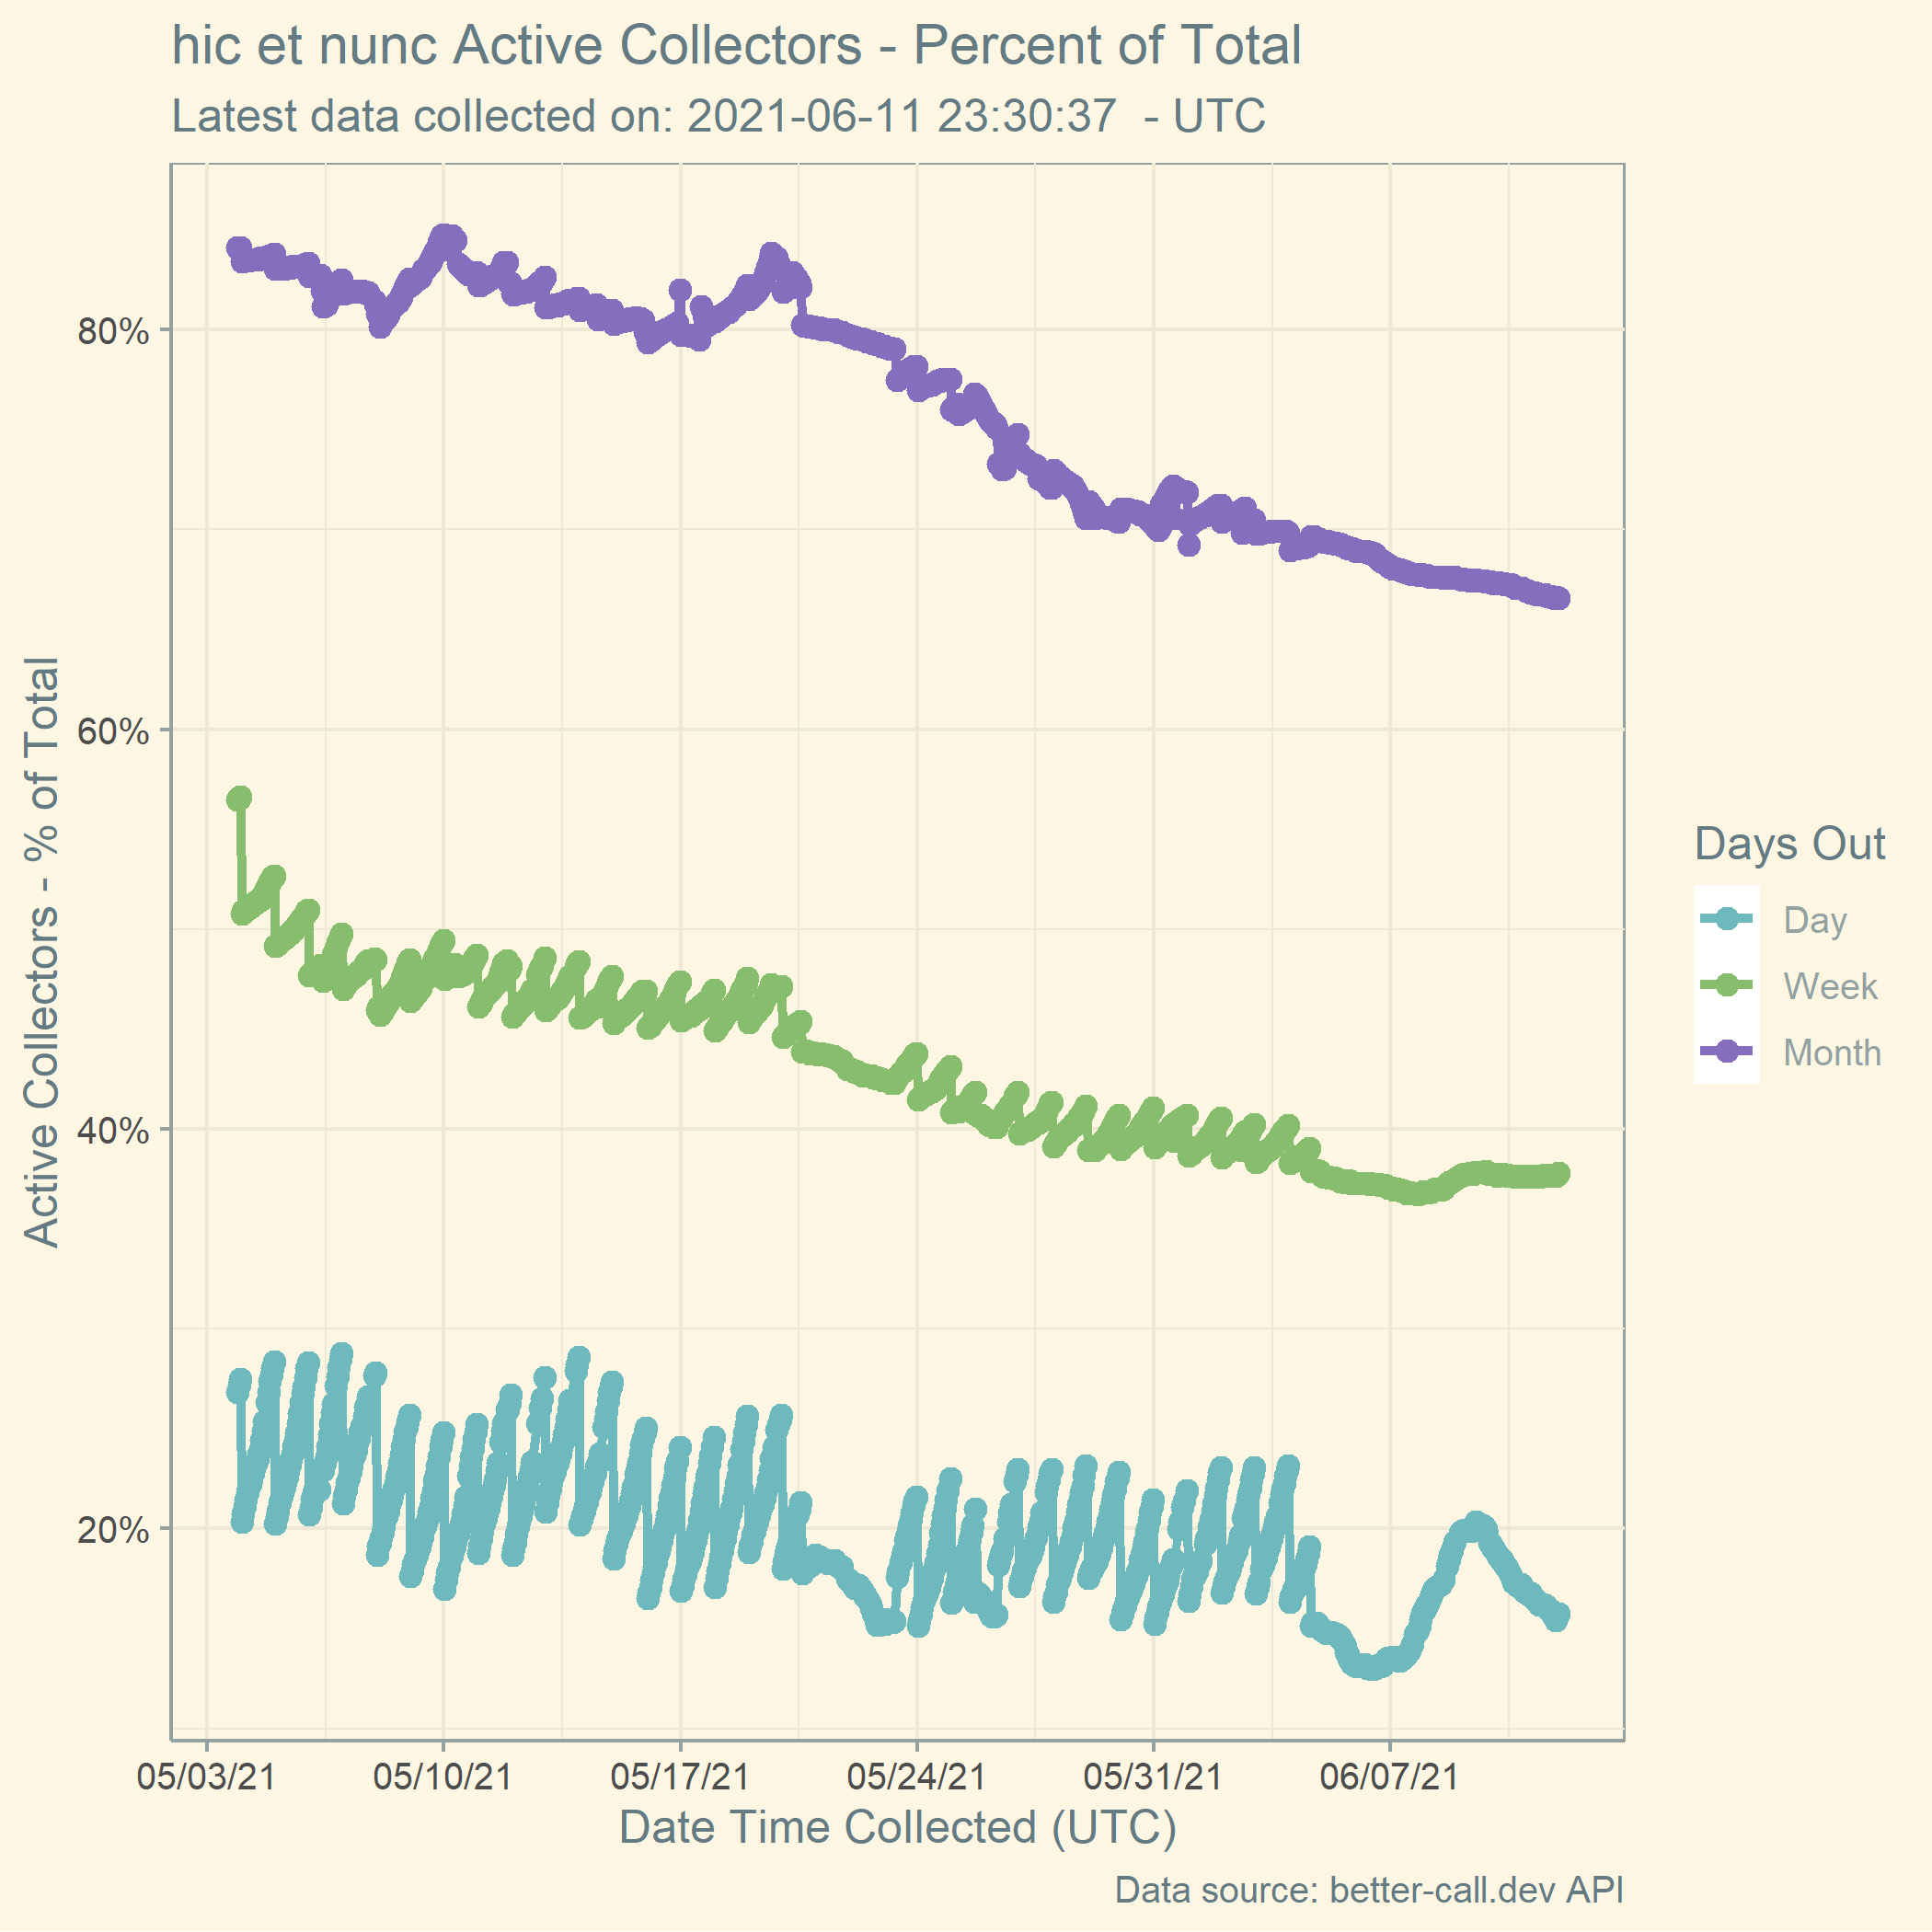 hic et nunc Active Collectors - Percent of Total
Latest data collected on: 2021-06-11 23:30:37  - UTC
Active Collectors - % of Total
80%
60%
40%
20%
05/03/21 05/10/21 05/17/21 05/24/21 05/31/21 06/07/21
Date Time Collected (UTC)
Days Out
Day
Week
Month
Data source: better-call.dev API